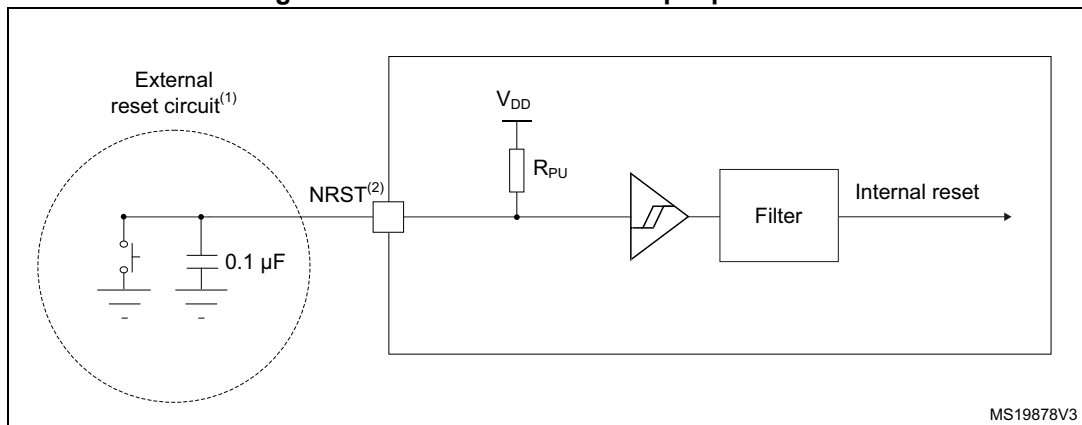 External
reset circuit(1)
VDD
RPU
NRST(2)
Filter
Internal reset
0.1 µF
MS19878V3